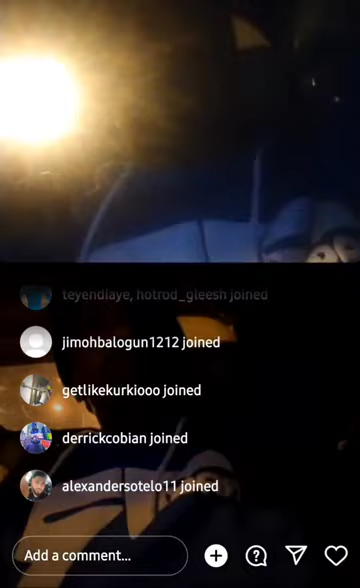 teyendlaye, hotrod_gleesh joined
jimohbalogun1212 joined
getlikekurkiooo joined
derrickcobian joined
alexandersotelo11 joined
Add a comment...